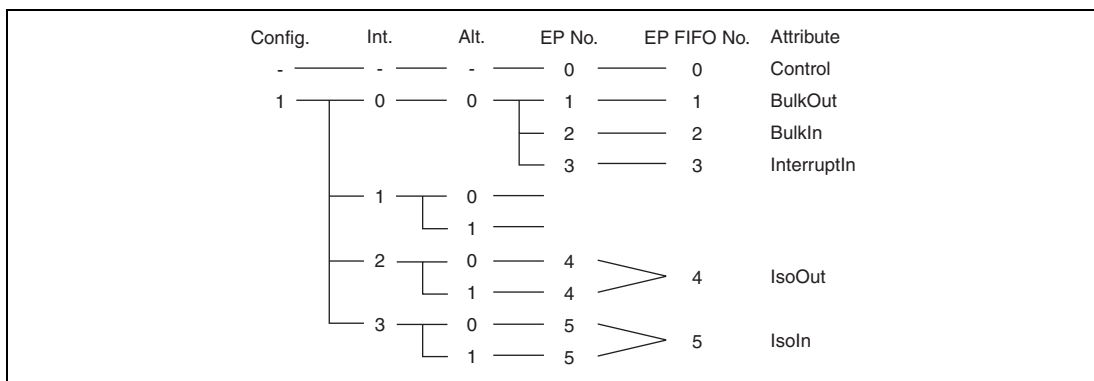 Config. Int. Alt. EP No. EP FIFO No. Attribute
- - - 0 0 Control
1 0 0 1 1 BulkOut
2 2 BulkIn
3 3 InterruptIn
1 0
1
2 0 4
4 IsoOut
1 4
3 0 5
5 IsoIn
1 5